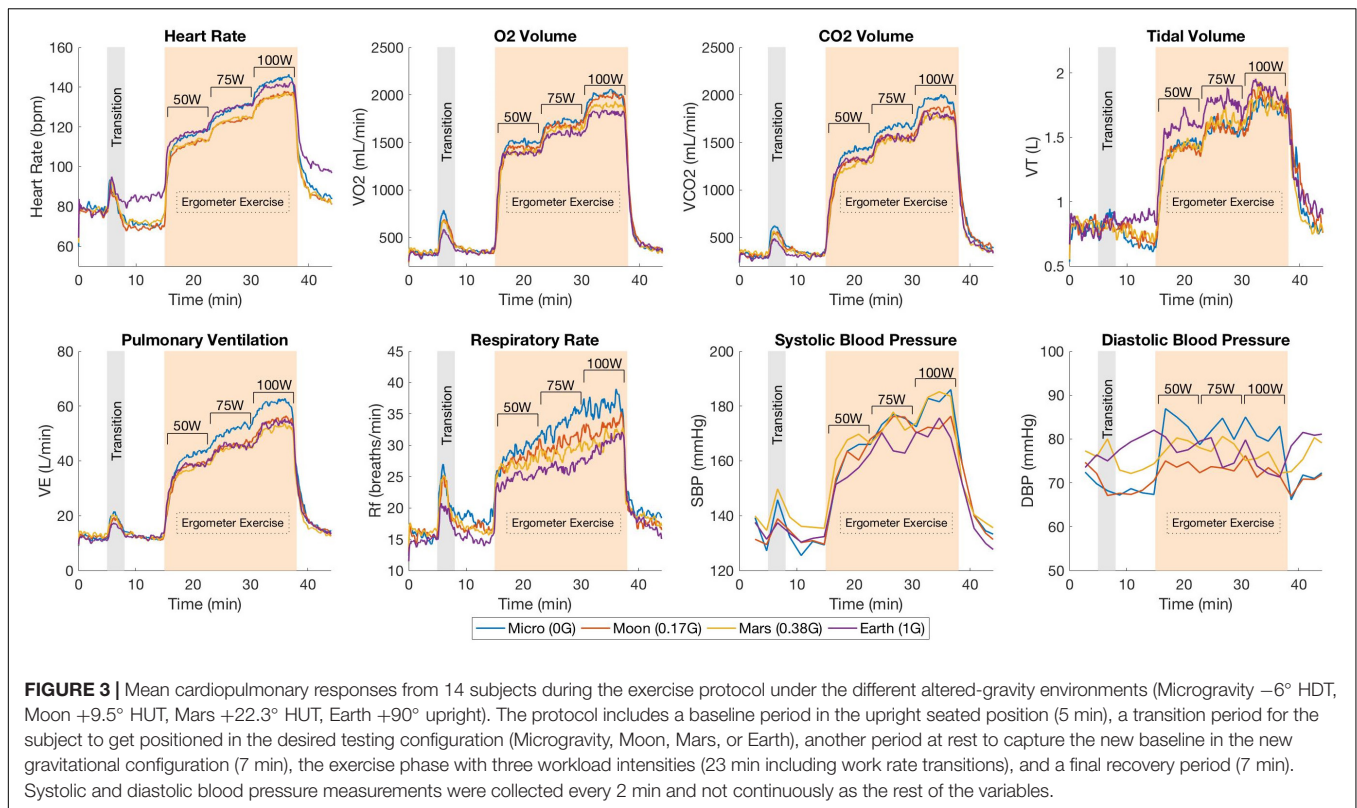 Heart Rate
Heart Rate (bpm)
160
140
120
100
80
60
Transition
50W
75W
100W
Ergometer Exercise
0
10
20
30
40
Time (min)
O2 Volume
VO2 (mL/min)
2500
2000
1500
1000
500
Transition
50W
75W
100W
Ergometer Exercise
0
10
20
30
40
Time (min)
CO2 Volume
VCO2 (mL/min)
2500
2000
1500
1000
500
Transition
50W
75W
100W
Ergometer Exercise
0
10
20
30
40
Time (min)
Tidal Volume
VT (L)
2
1.5
1
0.5
Transition
50W
75W
100W
Ergometer Exercise
0
10
20
30
40
Time (min)
Pulmonary Ventilation
VE (L/min)
80
60
40
20
0
Transition
50W
75W
100W
Ergometer Exercise
0
10
20
30
40
Time (min)
Respiratory Rate
Rf (breaths/min)
45
40
35
30
25
20
15
10
Transition
50W
75W
100W
Ergometer Exercise
0
10
20
30
40
Time (min)
Systolic Blood Pressure
SBP (mmHg)
200
180
160
140
120
Transition
50W
75W
100W
Ergometer Exercise
0
10
20
30
40
Time (min)
Diastolic Blood Pressure
DBP (mmHg)
100
90
80
70
60
50
Transition
50W
75W
100W
Ergometer Exercise
0
10
20
30
40
Time (min)
Micro (0G) Moon (0.17G) Mars (0.38G) Earth (1G)
FIGURE 3 | Mean cardiopulmonary responses from 14 subjects during the exercise protocol under the different altered-gravity environments (Microgravity −6° HDT,
Moon +9.5° HUT, Mars +22.3° HUT, Earth +90° upright). The protocol includes a baseline period in the upright seated position (5 min), a transition period for the
subject to get positioned in the desired testing configuration (Microgravity, Moon, Mars, or Earth), another period at rest to capture the new baseline in the new
gravitational configuration (7 min), the exercise phase with three workload intensities (23 min including work rate transitions), and a final recovery period (7 min).
Systolic and diastolic blood pressure measurements were collected every 2 min and not continuously as the rest of the variables.